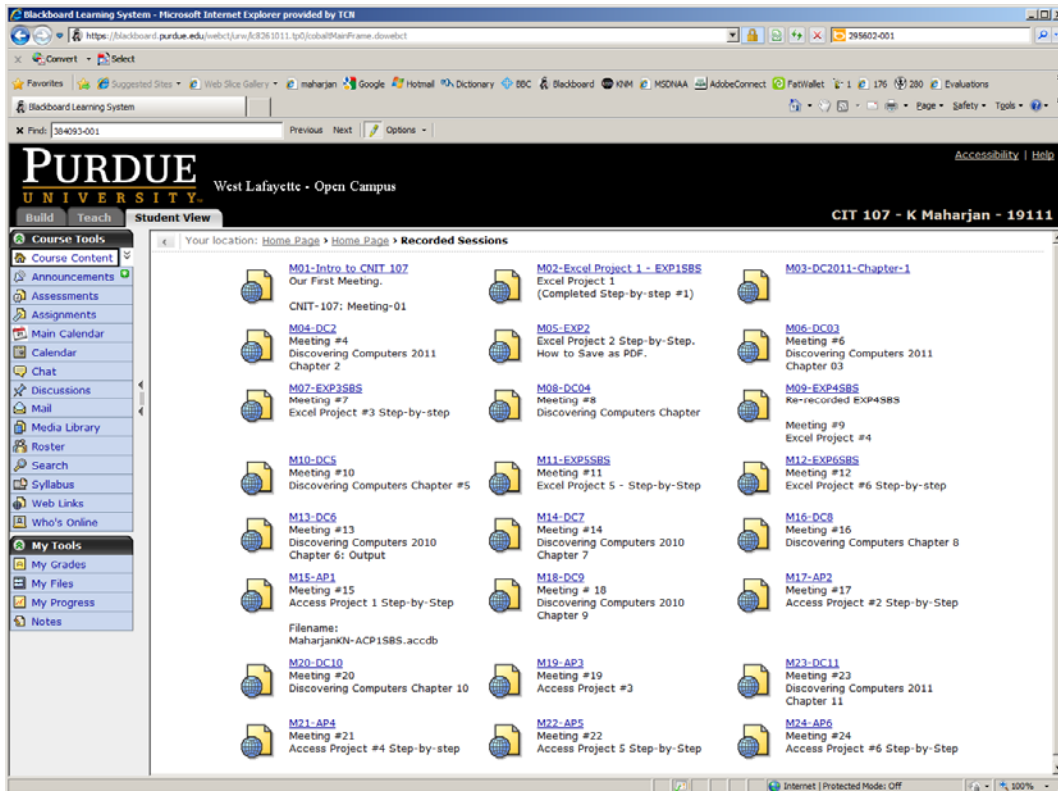 Blackboard Learning System - Microsoft Internet Explorer provided by TCN
https://blackboard.purdue.edu/webct/urw/lc8261011.tp0/cobaltMainFrame.dowebct
295602-001
Convert Select
Favorites Suggested Sites Web Slice Gallery maharjan Google Hotmail Dictionary BBC Blackboard KNM MSDNAA AdobeConnect FatWallet 1 176 280 Evaluations
Blackboard Learning System
Page Safety Tools
Find: 384093-001 Previous Next Options
Accessibility | Help
PURDUE
UNIVERSITY
West Lafayette - Open Campus
Build Teach Student View
CIT 107 - K Maharjan - 19111
Course Tools
Course Content
Announcements
Assessments
Assignments
Main Calendar
Calendar
Chat
Discussions
Mail
Media Library
Roster
Search
Syllabus
Web Links
Who's Online
My Tools
My Grades
My Files
My Progress
Notes
Your location: Home Page › Home Page › Recorded Sessions
M01-Intro to CNIT 107
Our First Meeting.
CNIT-107: Meeting-01
M02-Excel Project 1 - EXP1SBS
Excel Project 1
(Completed Step-by-step #1)
M03-DC2011-Chapter-1
M04-DC2
Meeting #4
Discovering Computers 2011
Chapter 2
M05-EXP2
Excel Project 2 Step-by-Step.
How to Save as PDF.
M06-DC03
Meeting #6
Discovering Computers 2011
Chapter 03
M07-EXP3SBS
Meeting #7
Excel Project #3 Step-by-step
M08-DC04
Meeting #8
Discovering Computers Chapter
M09-EXP4SBS
Re-recorded EXP4SBS
Meeting #9
Excel Project #4
M10-DC5
Meeting #10
Discovering Computers Chapter #5
M11-EXP5SBS
Meeting #11
Excel Project 5 - Step-by-Step
M12-EXP6SBS
Meeting #12
Excel Project #6 Step-by-step
M13-DC6
Meeting #13
Discovering Computers 2010
Chapter 6: Output
M14-DC7
Meeting #14
Discovering Computers 2010
Chapter 7
M16-DC8
Meeting #16
Discovering Computers Chapter 8
M15-AP1
Meeting #15
Access Project 1 Step-by-Step
Filename:
MaharjanKN-ACP1SBS.accdb
M18-DC9
Meeting # 18
Discovering Computers 2010
Chapter 9
M17-AP2
Meeting #17
Access Project #2 Step-by-Step
M20-DC10
Meeting #20
Discovering Computers Chapter 10
M19-AP3
Meeting #19
Access Project #3
M23-DC11
Meeting #23
Discovering Computers 2011
Chapter 11
M21-AP4
Meeting #21
Access Project #4 Step-by-step
M22-AP5
Meeting #22
Access Project 5 Step-by-Step
M24-AP6
Meeting #24
Access Project #6 Step-by-Step
Internet | Protected Mode: Off
100%